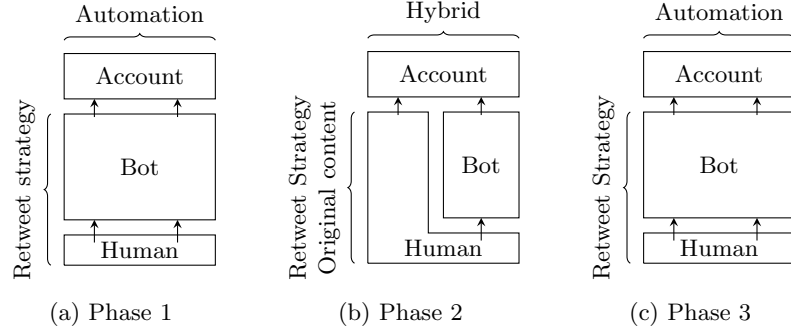 Automation
Account
Bot
Human
Retweet strategy
(a) Phase 1
Hybrid
Account
Bot
Human
Retweet Strategy
Original content
(b) Phase 2
Automation
Account
Bot
Human
Retweet Strategy
(c) Phase 3